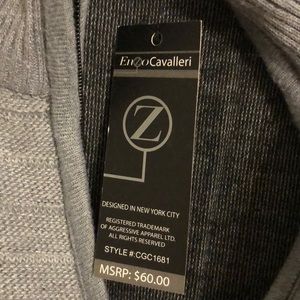 EnzoCavalleri
Z
DESIGNED IN NEW YORK CITY
REGISTERED TRADEMARK
OF AGGRESSIVE APPAREL LTD.
ALL RIGHTS RESERVED
STYLE #:CGC1681
MSRP: $60.00